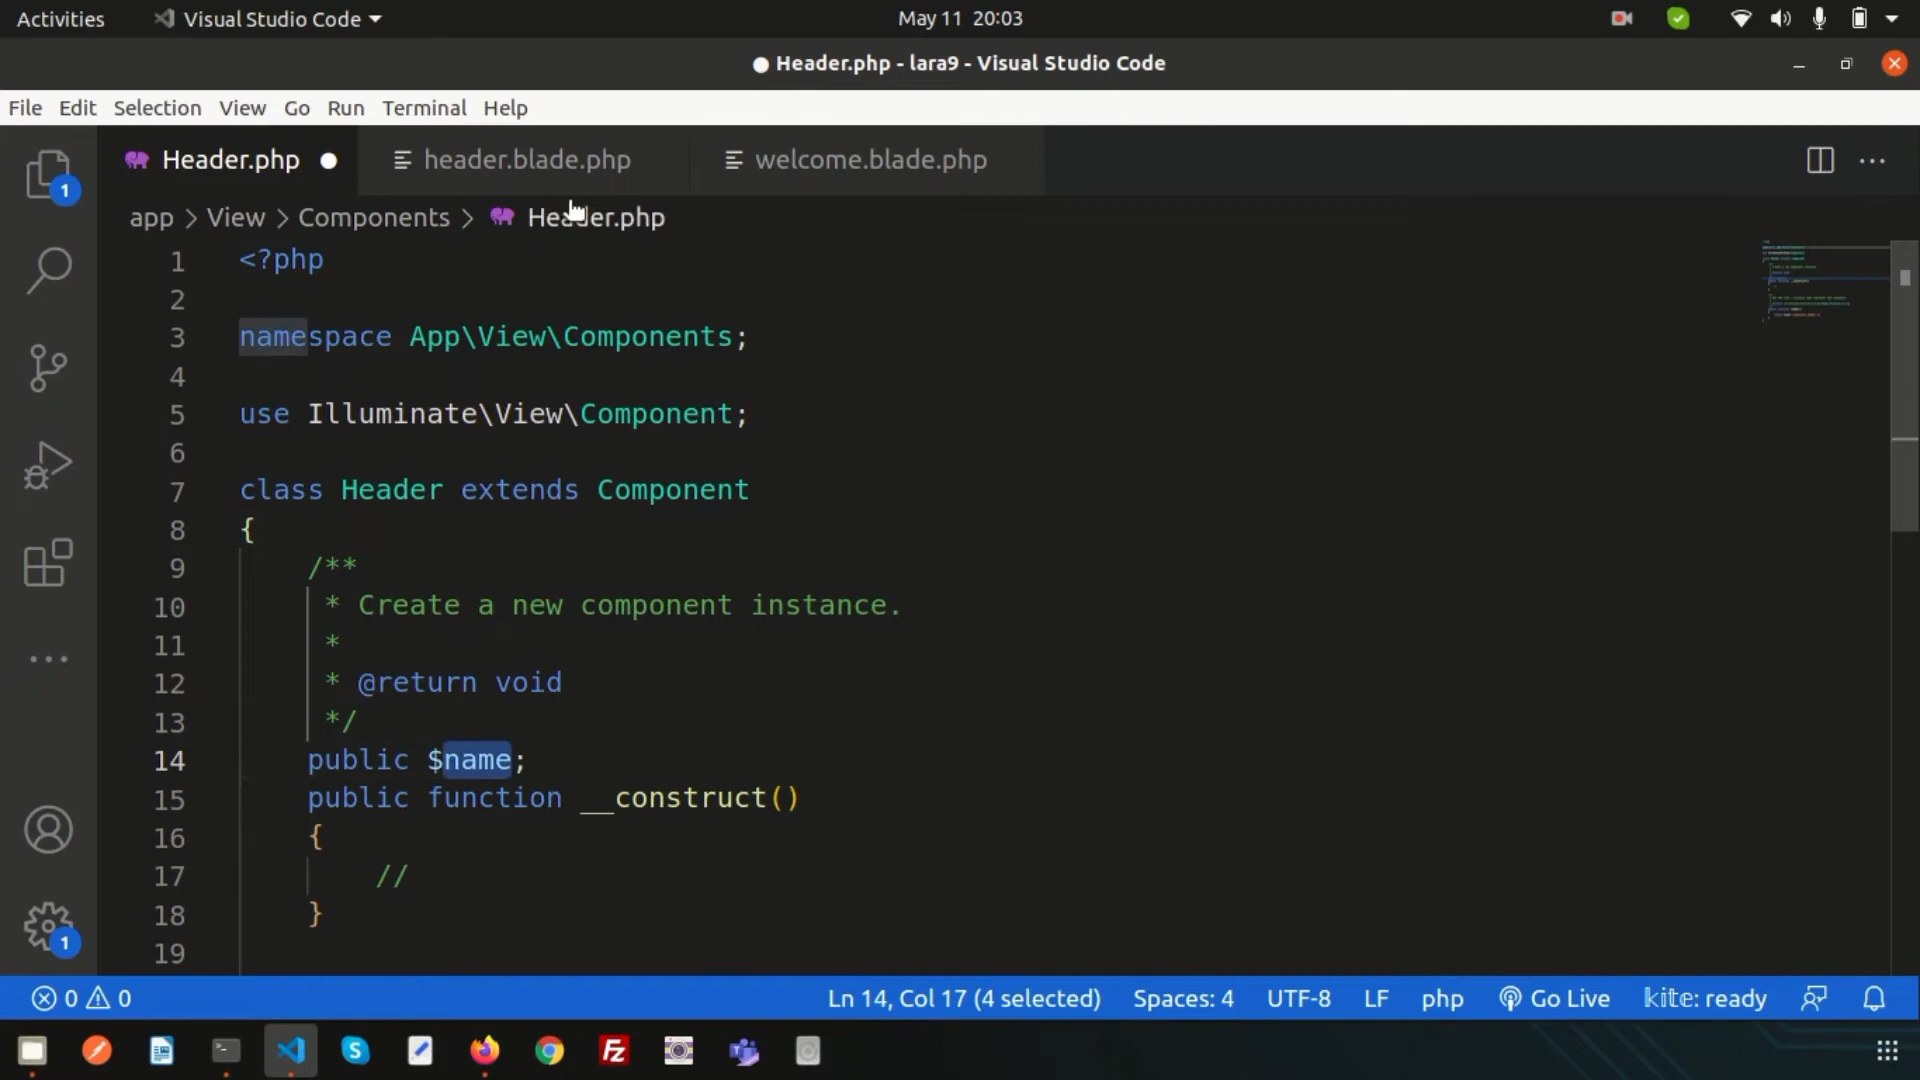 Activities Visual Studio Code May 11 20:03
● Header.php - lara9 - Visual Studio Code
File Edit Selection View Go Run Terminal Help
Header.php header.blade.php welcome.blade.php
app > View > Components > Header.php
1 <?php
2
3 namespace App\View\Components;
4
5 use Illuminate\View\Component;
6
7 class Header extends Component
8 {
9 /**
10 * Create a new component instance.
11 *
12 * @return void
13 */
14 public $name;
15 public function __construct()
16 {
17 //
18 }
19
1
1
0 0 Ln 14, Col 17 (4 selected) Spaces: 4 UTF-8 LF php Go Live kite: ready